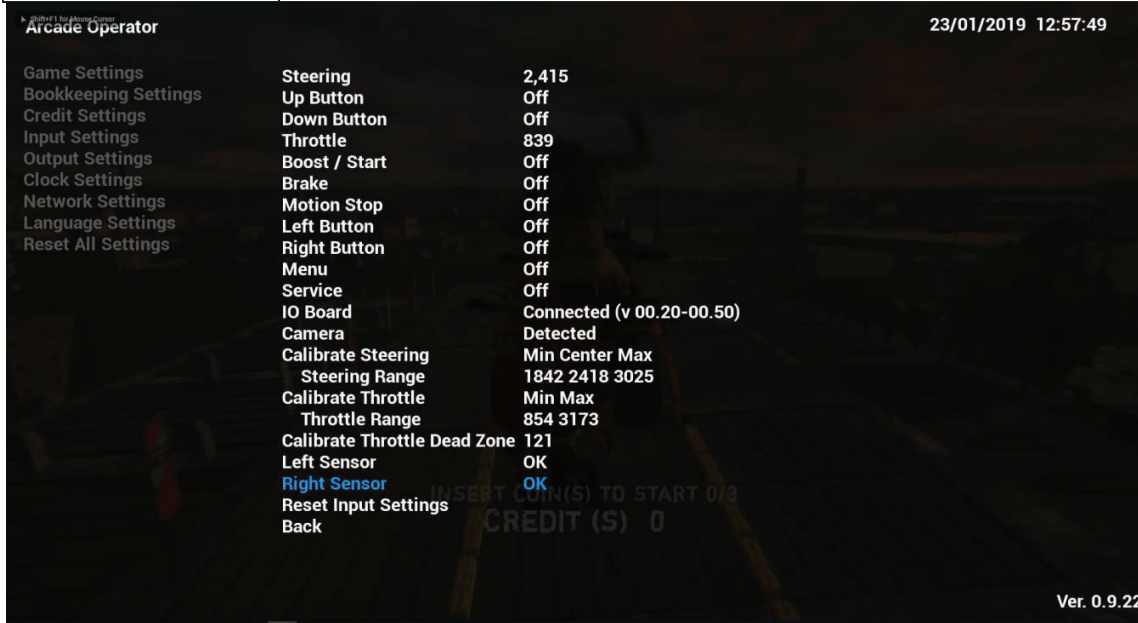 Shift+F1 for Mouse Cursor
Arcade Operator
23/01/2019 12:57:49
Game Settings
Bookkeeping Settings
Credit Settings
Input Settings
Output Settings
Clock Settings
Network Settings
Language Settings
Reset All Settings
Steering 2,415
Up Button Off
Down Button Off
Throttle 839
Boost / Start Off
Brake Off
Motion Stop Off
Left Button Off
Right Button Off
Menu Off
Service Off
IO Board Connected (v 00.20-00.50)
Camera Detected
Calibrate Steering Min Center Max
Steering Range 1842 2418 3025
Calibrate Throttle Min Max
Throttle Range 854 3173
Calibrate Throttle Dead Zone 121
Left Sensor OK
Right Sensor OK
Reset Input Settings
Back
INSERT COIN(S) TO START 0/3
CREDIT (S) 0
Ver. 0.9.22